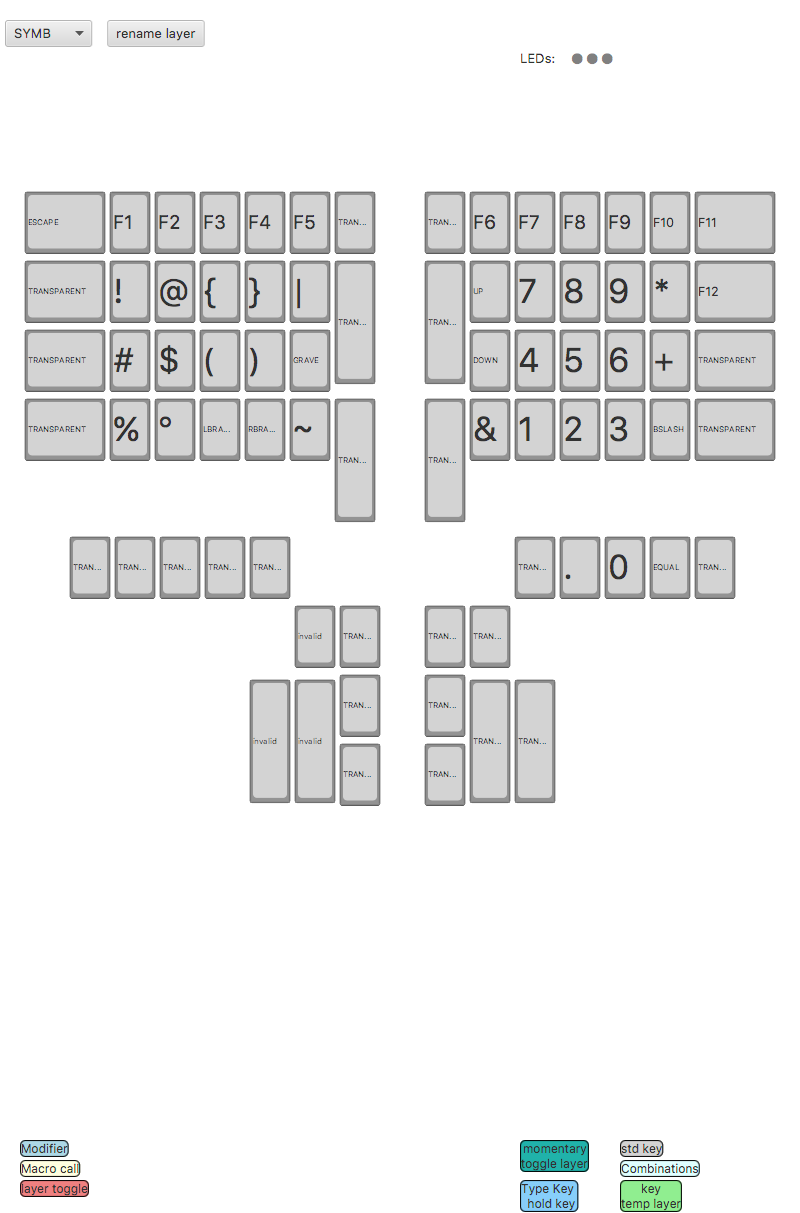 SYMB rename layer
LEDs:
ESCAPE F1 F2 F3 F4 F5 TRAN... TRAN... F6 F7 F8 F9 F10 F11
TRANSPARENT ! @ { } | TRAN... TRAN... UP 7 8 9 * F12
TRANSPARENT # $ ( ) GRAVE DOWN 4 5 6 + TRANSPARENT
TRANSPARENT % ° LBRA... RBRA... ~ TRAN... TRAN... & 1 2 3 BSLASH TRANSPARENT
TRAN... TRAN... TRAN... TRAN... TRAN... TRAN... . 0 EQUAL TRAN...
invalid TRAN... TRAN... TRAN...
TRAN... TRAN...
invalid invalid TRAN... TRAN...
TRAN... TRAN...
Modifier
Macro call
layer toggle
momentary
toggle layer
Type Key
hold key
std key
Combinations
key
temp layer